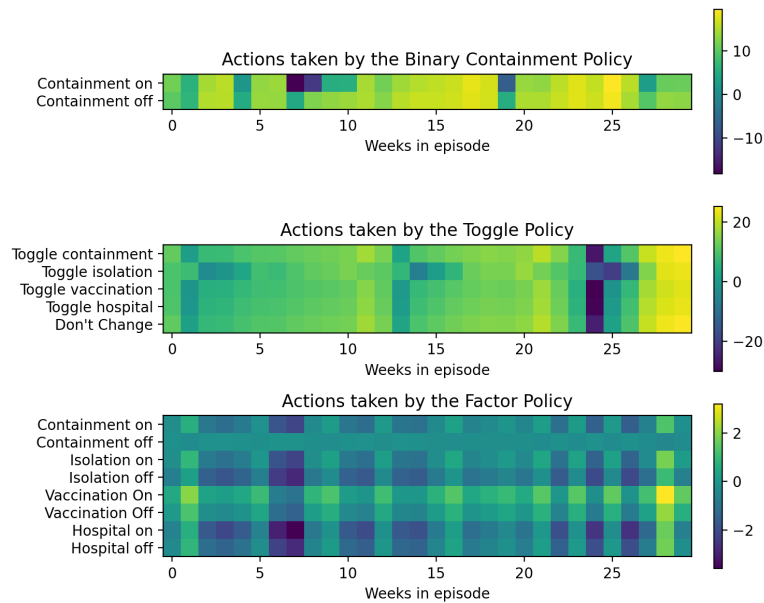 Actions taken by the Binary Containment Policy
Containment on
Containment off
0 5 10 15 20 25
Weeks in episode
10
0
−10
Actions taken by the Toggle Policy
Toggle containment
Toggle isolation
Toggle vaccination
Toggle hospital
Don't Change
0 5 10 15 20 25
Weeks in episode
20
0
−20
Actions taken by the Factor Policy
Containment on
Containment off
Isolation on
Isolation off
Vaccination On
Vaccination Off
Hospital on
Hospital off
0 5 10 15 20 25
Weeks in episode
2
0
−2